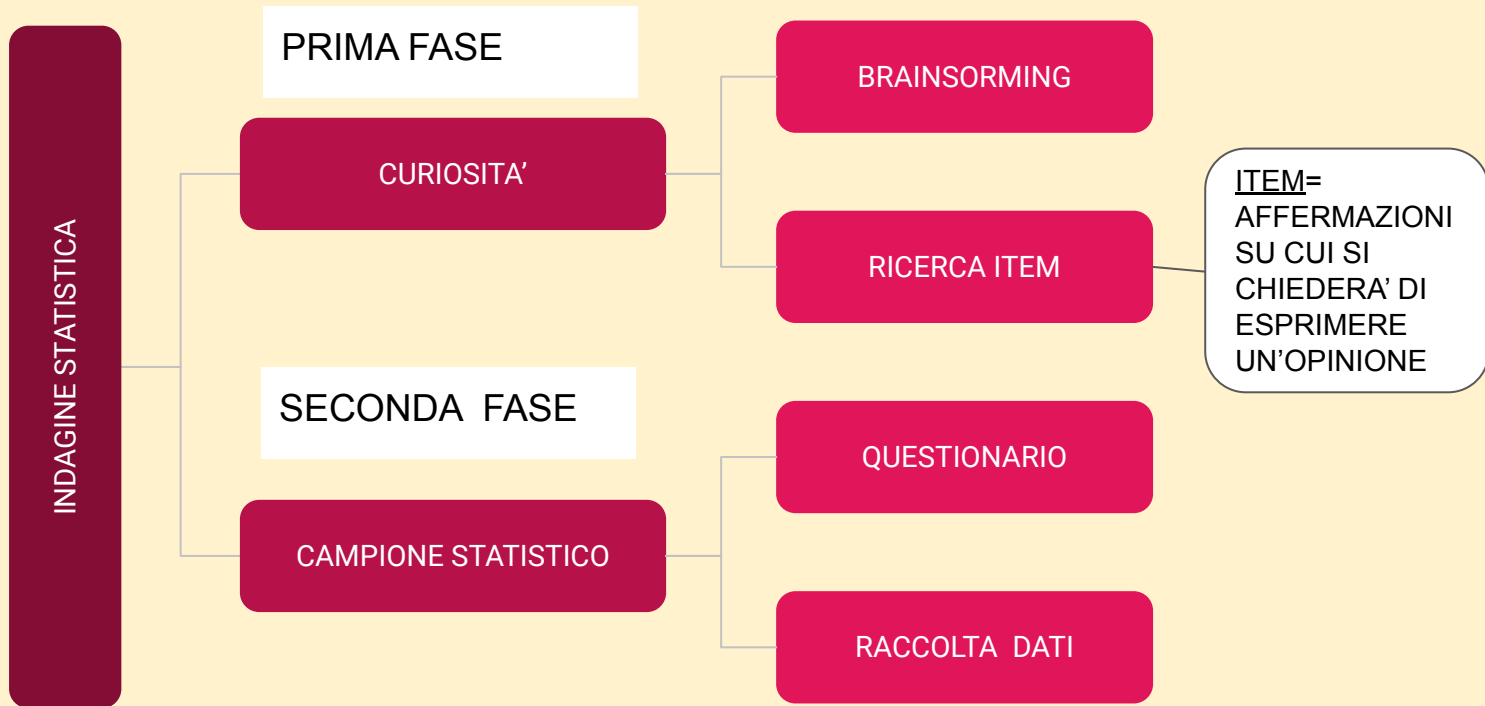 INDAGINE STATISTICA
PRIMA FASE
CURIOSITA’
BRAINSORMING
RICERCA ITEM
ITEM=
AFFERMAZIONI
SU CUI SI
CHIEDERA’ DI
ESPRIMERE
UN’OPINIONE
SECONDA FASE
CAMPIONE STATISTICO
QUESTIONARIO
RACCOLTA DATI